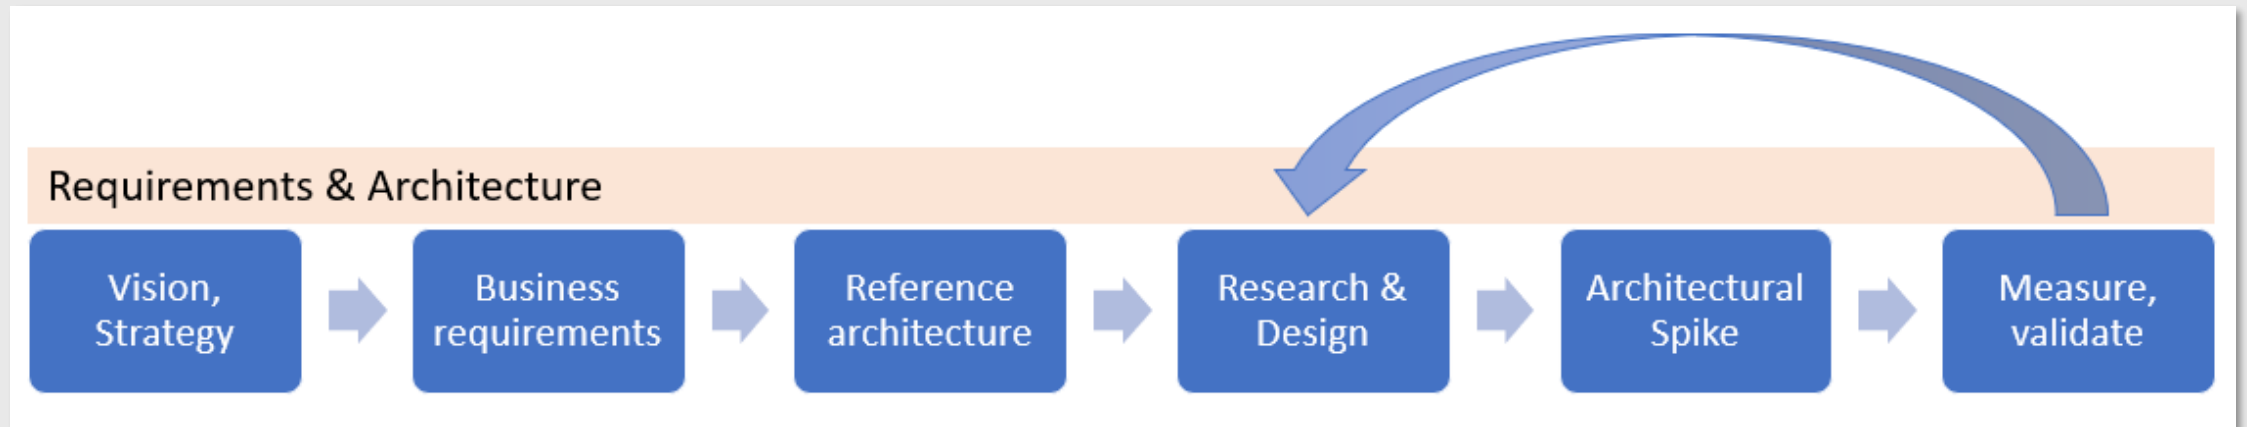 Requirements & Architecture
Vision,
Strategy
Business
requirements
Reference
architecture
Research &
Design
Architectural
Spike
Measure,
validate